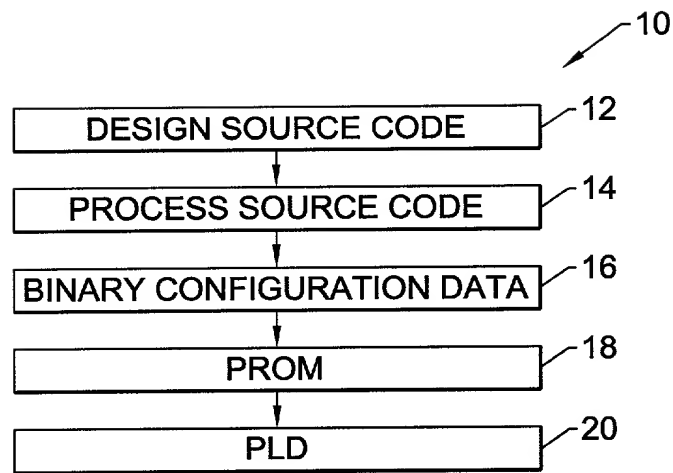 10
DESIGN SOURCE CODE 12
PROCESS SOURCE CODE 14
BINARY CONFIGURATION DATA 16
PROM 18
PLD 20